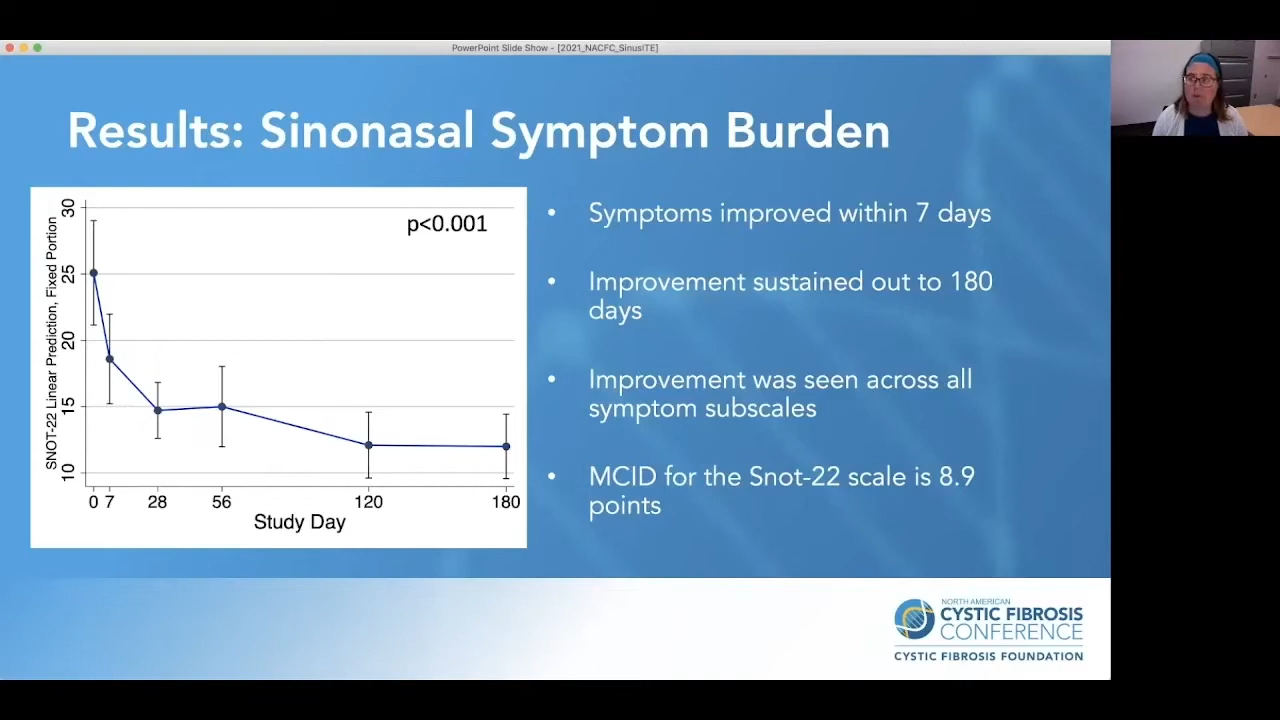 PowerPoint Slide Show - [2021_NACFC_SinusITE]
Results: Sinonasal Symptom Burden
SNOT-22 Linear Prediction, Fixed Portion
30
25
20
15
10
p<0.001
0 7 28 56 120 180
Study Day
• Symptoms improved within 7 days
• Improvement sustained out to 180
days
• Improvement was seen across all
symptom subscales
• MCID for the Snot-22 scale is 8.9
points
NORTH AMERICAN
CYSTIC FIBROSIS
CONFERENCE
CYSTIC FIBROSIS FOUNDATION